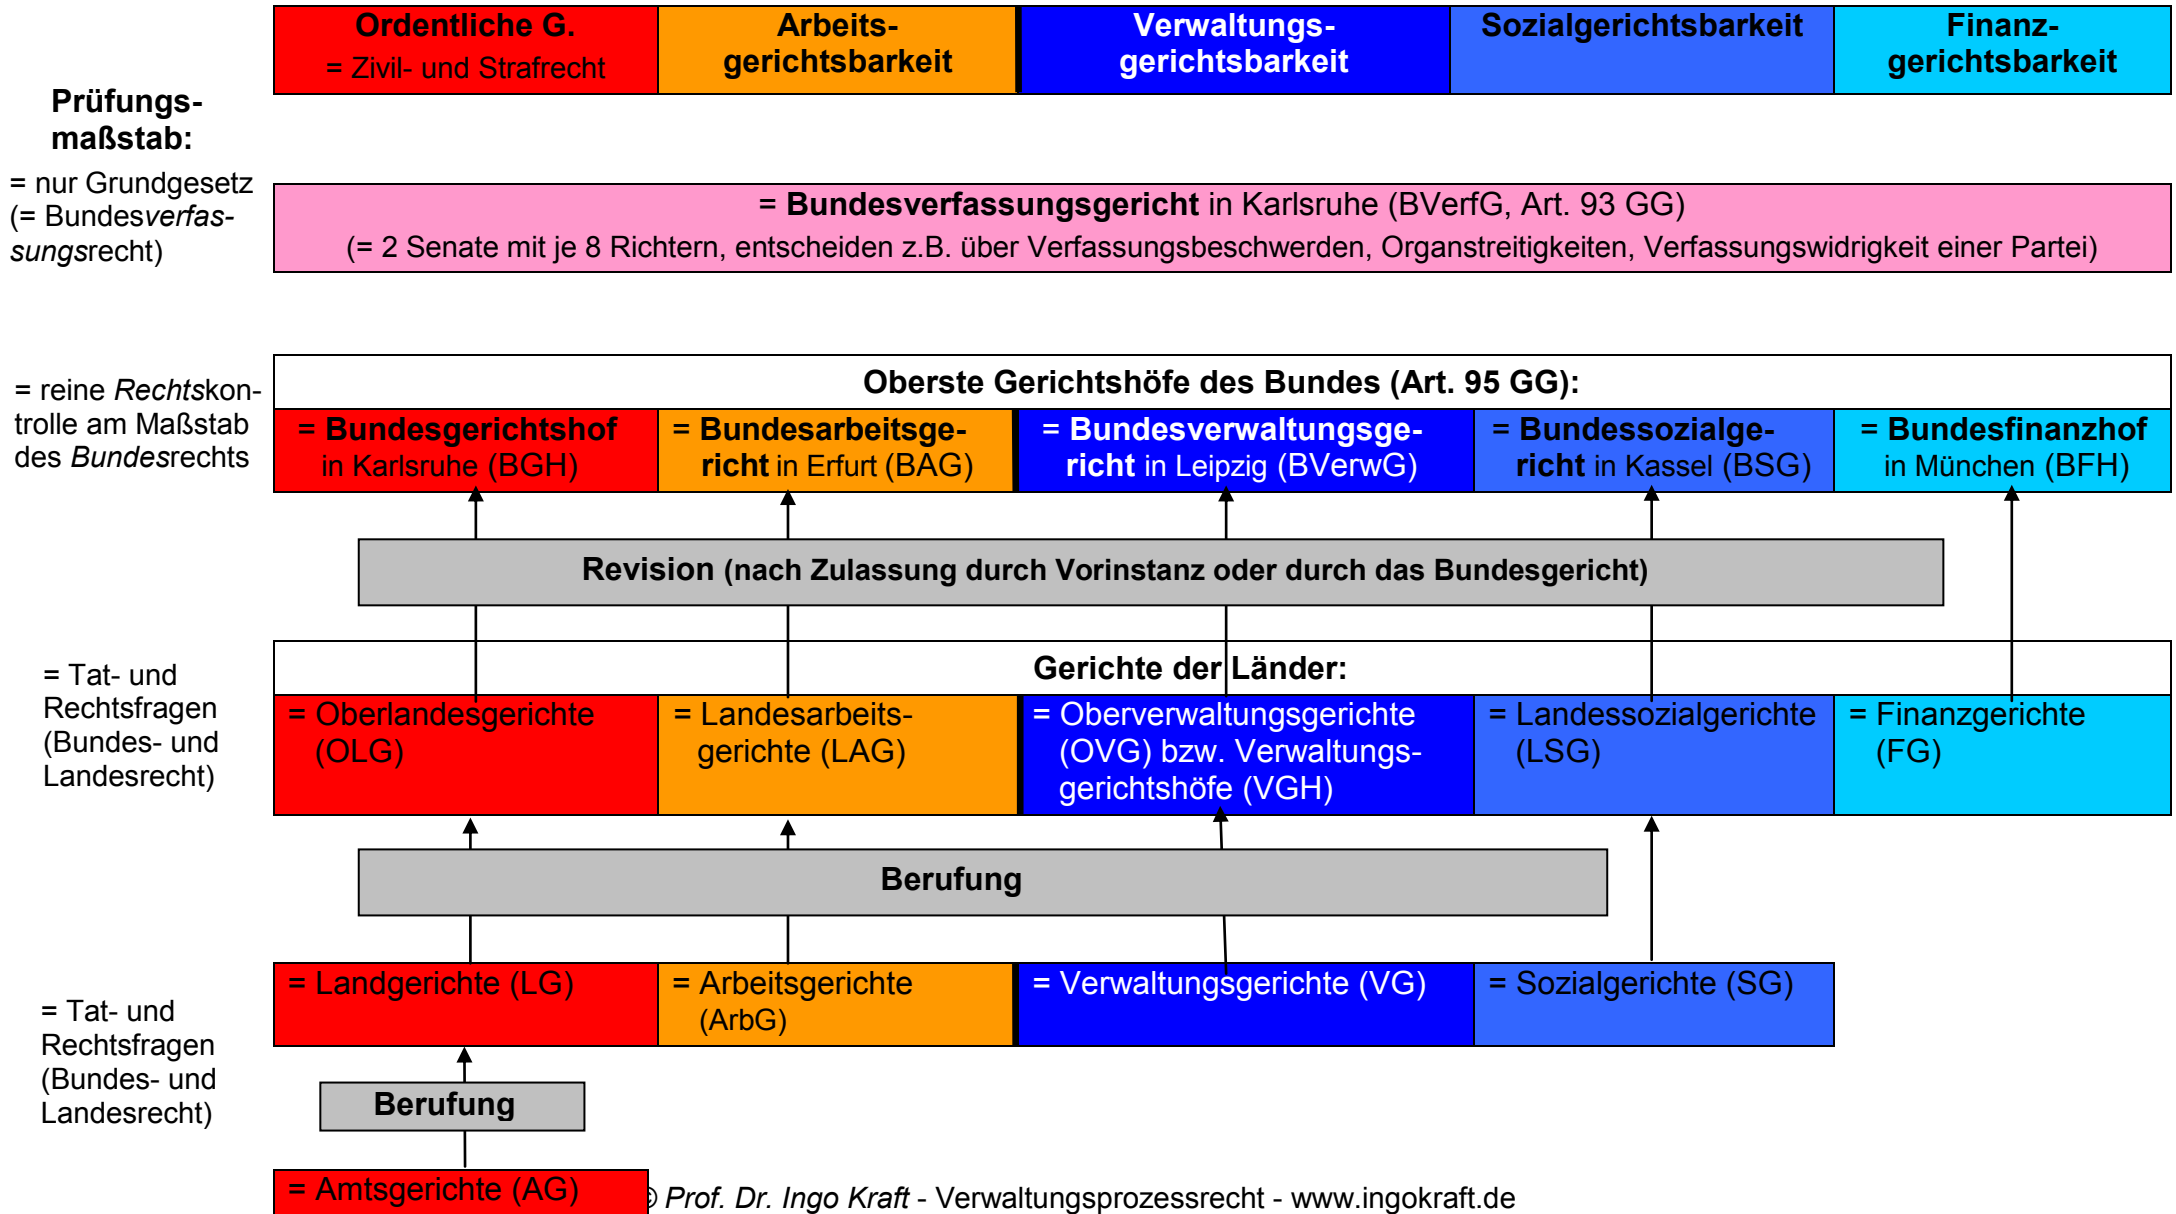 Ordentliche G.
= Zivil- und Strafrecht
Arbeits-
gerichtsbarkeit
Verwaltungs-
gerichtsbarkeit
Sozialgerichtsbarkeit
Finanz-
gerichtsbarkeit
Prüfungs-
maßstab:
= nur Grundgesetz
(= Bundesverfas-
sungsrecht)
= Bundesverfassungsgericht in Karlsruhe (BVerfG, Art. 93 GG)
(= 2 Senate mit je 8 Richtern, entscheiden z.B. über Verfassungsbeschwerden, Organstreitigkeiten, Verfassungswidrigkeit einer Partei)
= reine Rechtskon-
trolle am Maßstab
des Bundesrechts
Oberste Gerichtshöfe des Bundes (Art. 95 GG):
= Bundesgerichtshof
in Karlsruhe (BGH)
= Bundesarbeitsge-
richt in Erfurt (BAG)
= Bundesverwaltungsge-
richt in Leipzig (BVerwG)
= Bundessozialge-
richt in Kassel (BSG)
= Bundesfinanzhof
in München (BFH)
Revision (nach Zulassung durch Vorinstanz oder durch das Bundesgericht)
= Tat- und
Rechtsfragen
(Bundes- und
Landesrecht)
Gerichte der Länder:
= Oberlandesgerichte
(OLG)
= Landesarbeits-
gerichte (LAG)
= Oberverwaltungsgerichte
(OVG) bzw. Verwaltungs-
gerichtshöfe (VGH)
= Landessozialgerichte
(LSG)
= Finanzgerichte
(FG)
Berufung
= Tat- und
Rechtsfragen
(Bundes- und
Landesrecht)
= Landgerichte (LG)
= Arbeitsgerichte
(ArbG)
= Verwaltungsgerichte (VG)
= Sozialgerichte (SG)
Berufung
= Amtsgerichte (AG)
© Prof. Dr. Ingo Kraft - Verwaltungsprozessrecht - www.ingokraft.de